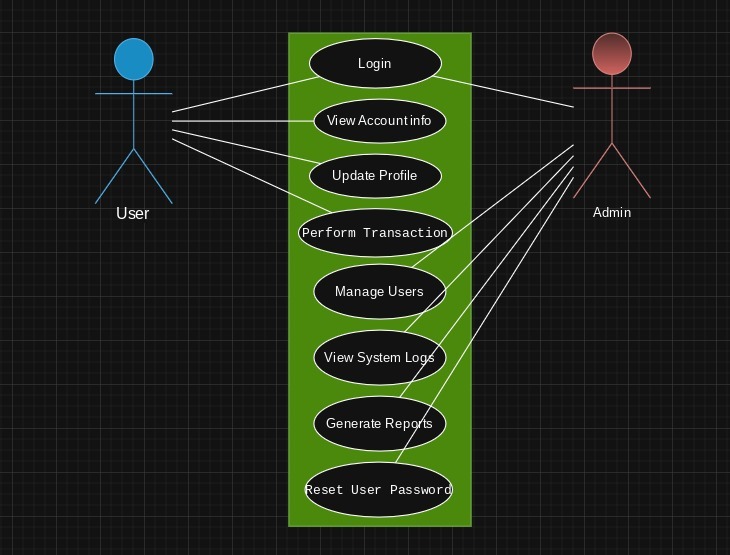 Login
View Account info
Update Profile
Perform Transaction
Manage Users
View System Logs
Generate Reports
Reset User Password
User
Admin